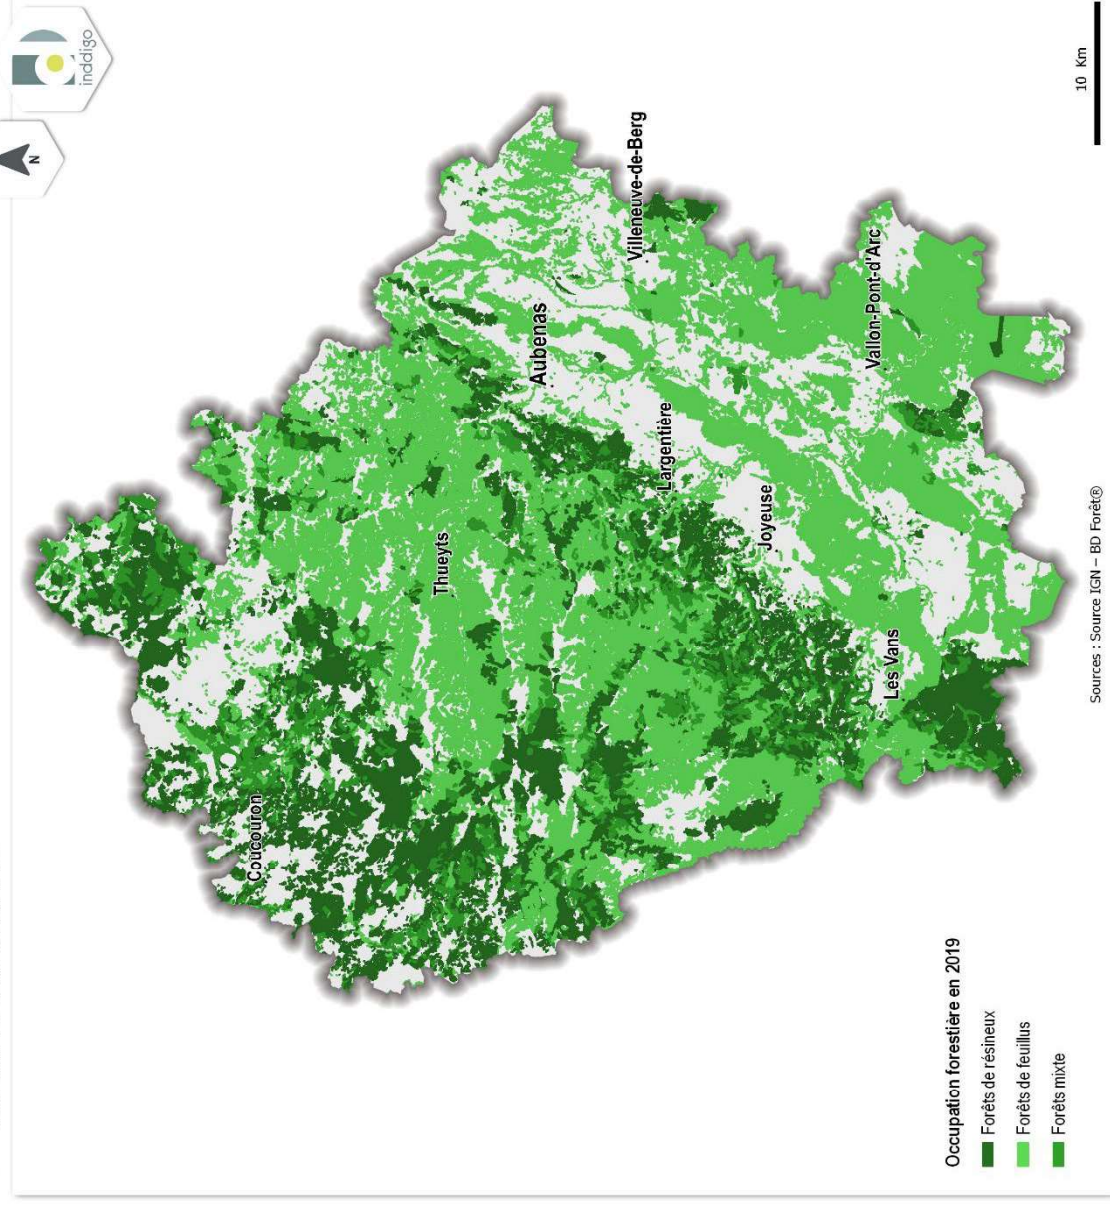 inddigo
N
Coucouron
Thueyts
Aubenas
Villeneuve-de-Berg
Largentière
Joyeuse
Vallon-Pont-d'Arc
Les Vans
10 Km
Occupation forestière en 2019
Forêts de résineux
Forêts de feuillus
Forêts mixte
Sources : Source IGN – BD Forêt®